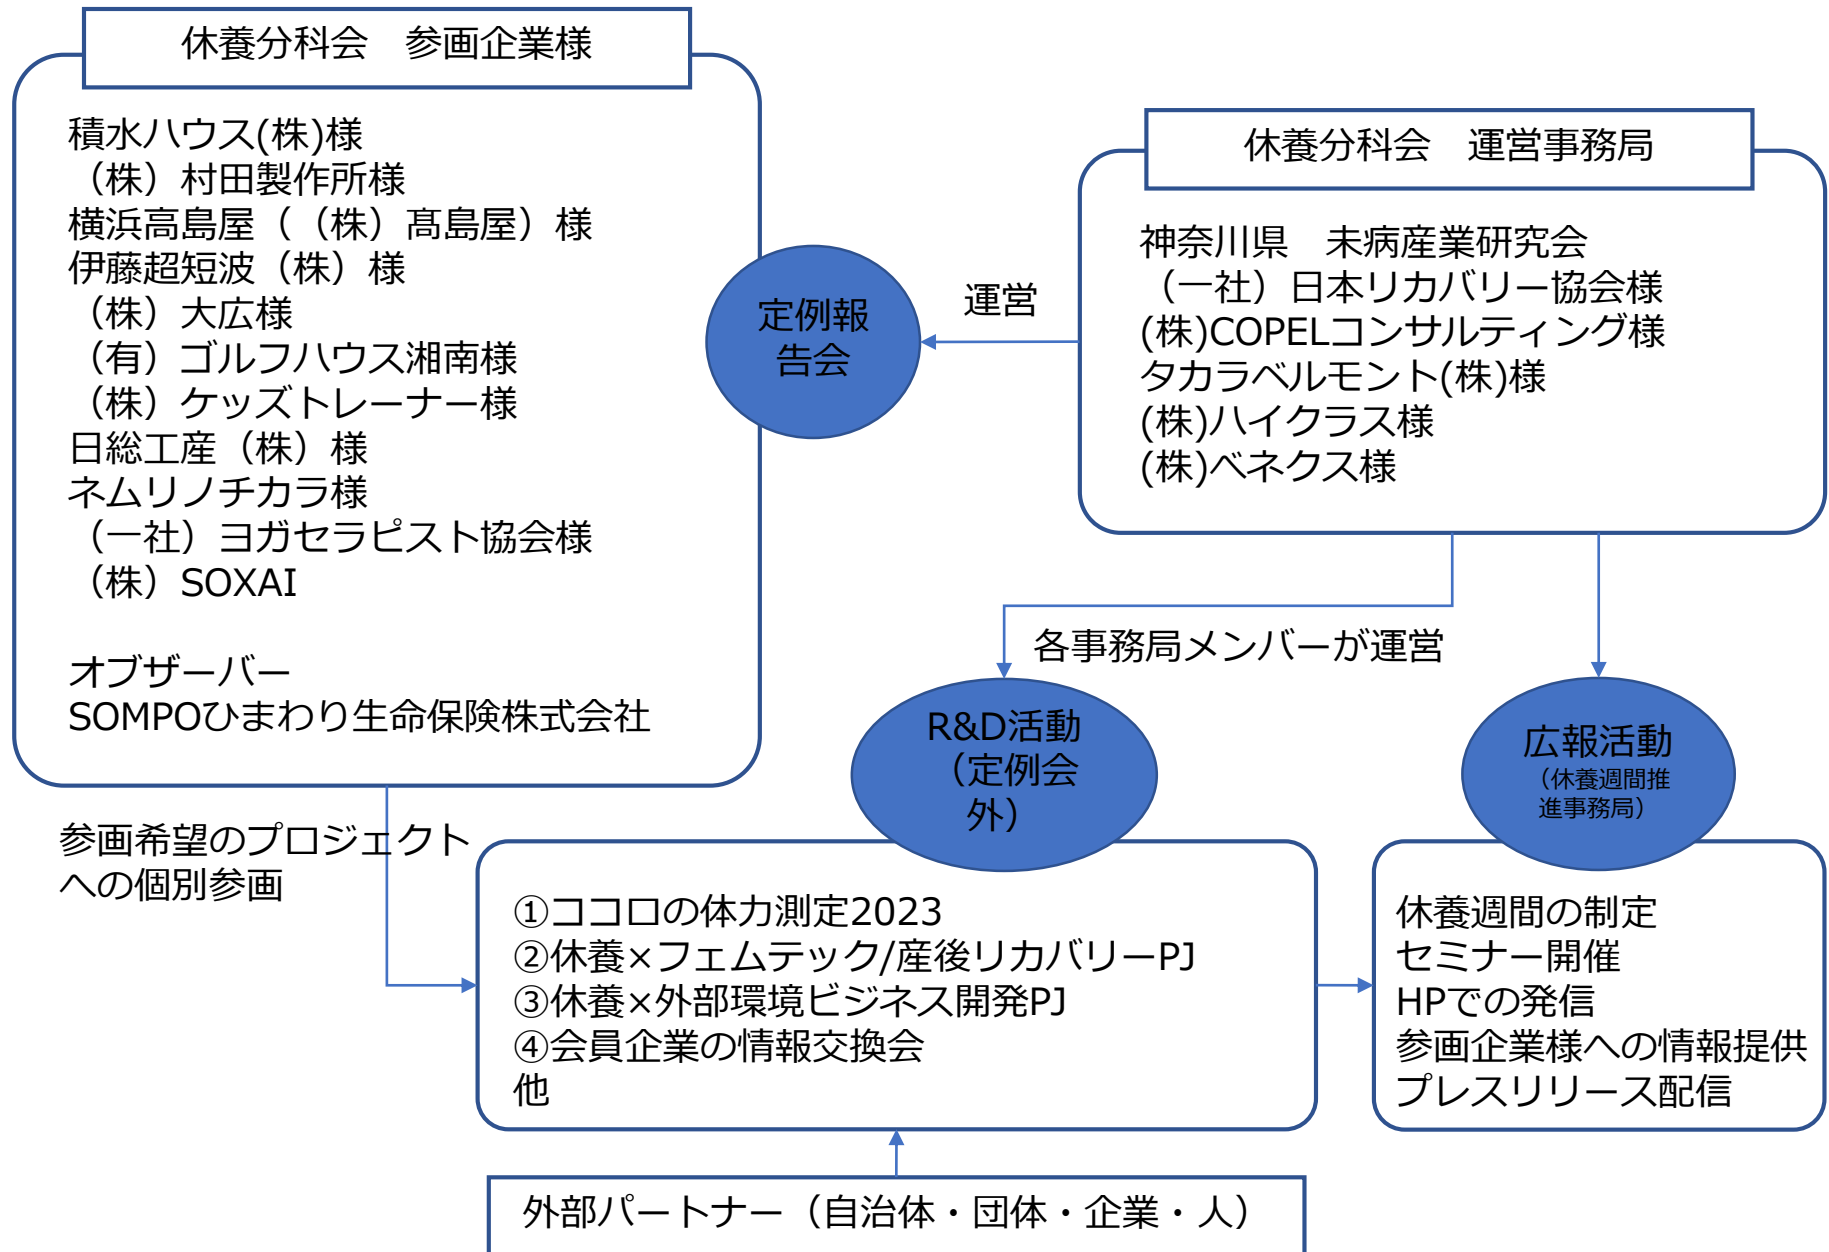 休養分科会　参画企業様
積水ハウス(株)様
（株）村田製作所様
横浜高島屋（（株）髙島屋）様
伊藤超短波（株）様
（株）大広様
（有）ゴルフハウス湘南様
（株）ケッズトレーナー様
日総工産（株）様
ネムリノチカラ様
（一社）ヨガセラピスト協会様
（株）SOXAI
オブザーバー
SOMPOひまわり生命保険株式会社
定例報
告会
運営
休養分科会　運営事務局
神奈川県　未病産業研究会
（一社）日本リカバリー協会様
(株)COPELコンサルティング様
タカラベルモント(株)様
(株)ハイクラス様
(株)ベネクス様
各事務局メンバーが運営
R&D活動
（定例会
外）
広報活動
（休養週間推
進事務局）
参画希望のプロジェクト
への個別参画
①ココロの体力測定2023
②休養×フェムテック/産後リカバリーPJ
③休養×外部環境ビジネス開発PJ
④会員企業の情報交換会
他
休養週間の制定
セミナー開催
HPでの発信
参画企業様への情報提供
プレスリリース配信
外部パートナー（自治体・団体・企業・人）